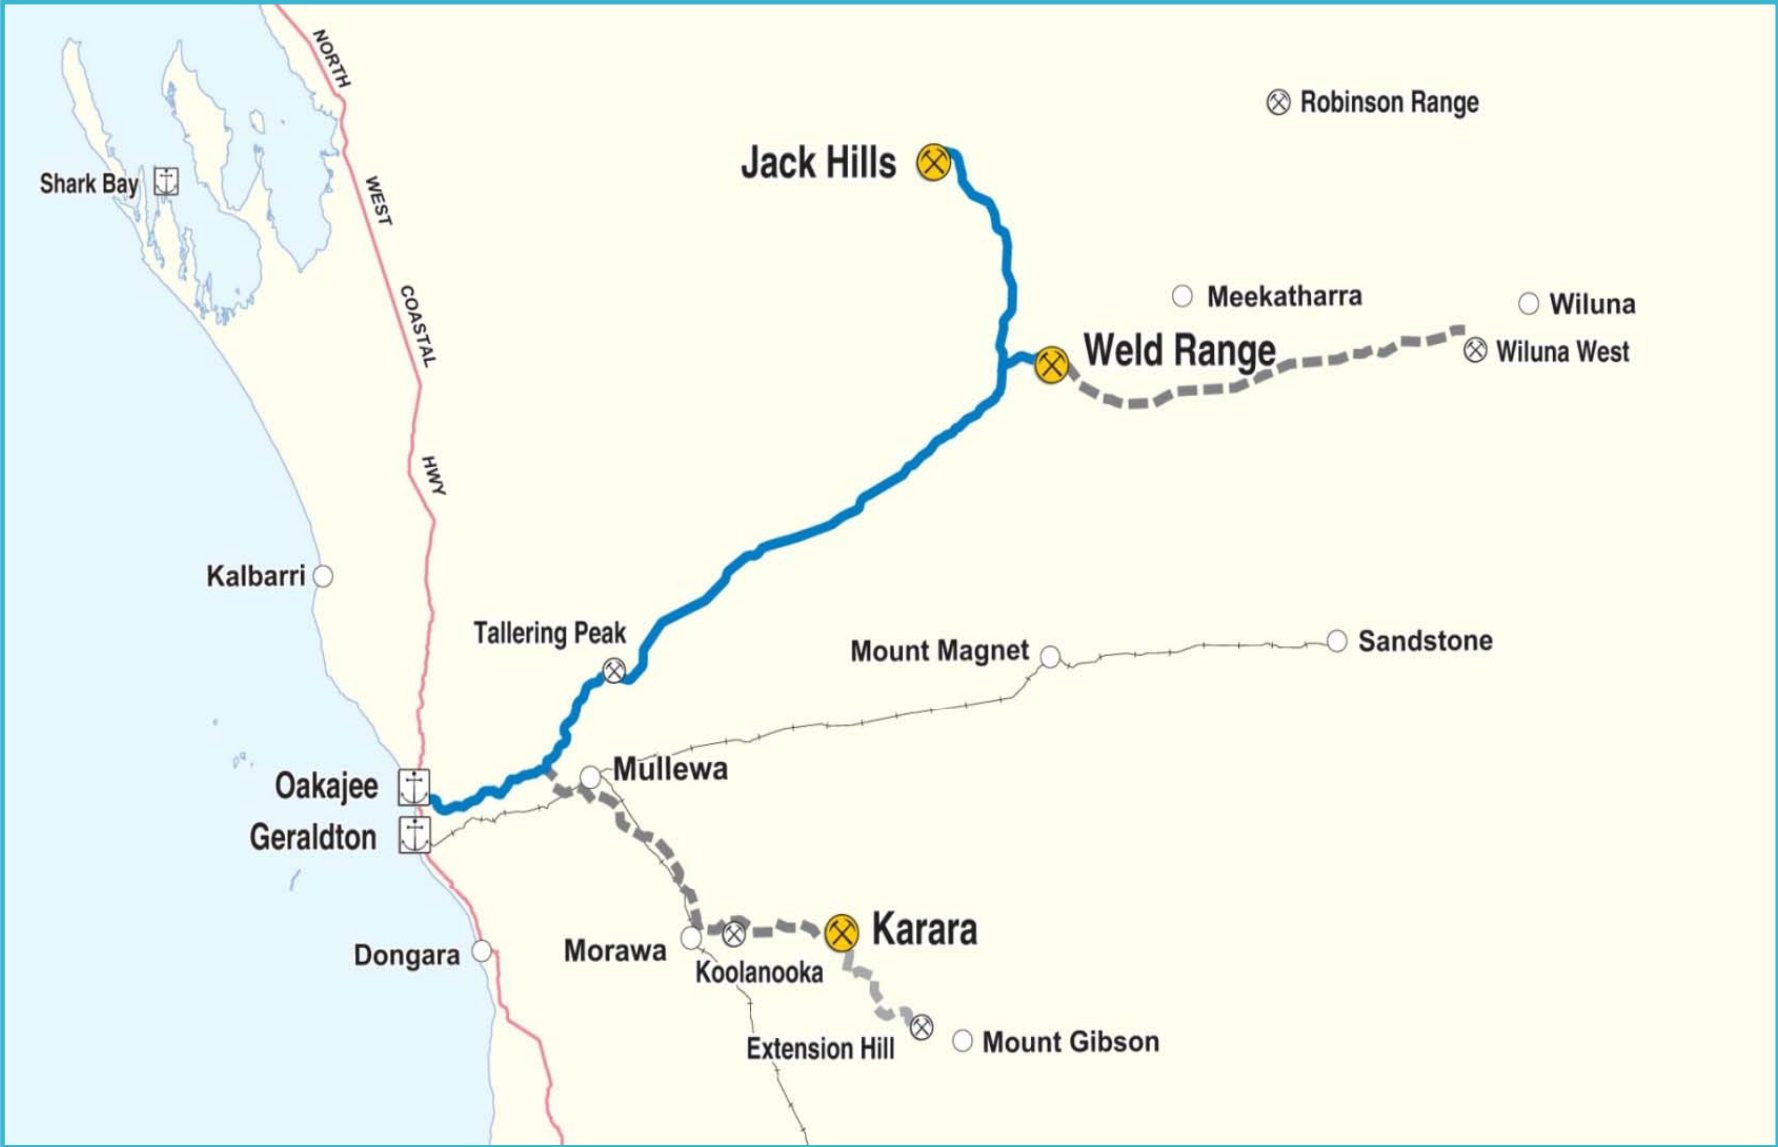 NORTH
WEST
COASTAL
HWY
Robinson Range
Jack Hills
Shark Bay
Meekatharra
Wiluna
Weld Range
Wiluna West
Kalbarri
Tallering Peak
Mount Magnet
Sandstone
Oakajee
Mullewa
Geraldton
Karara
Dongara
Morawa
Koolanooka
Extension Hill
Mount Gibson